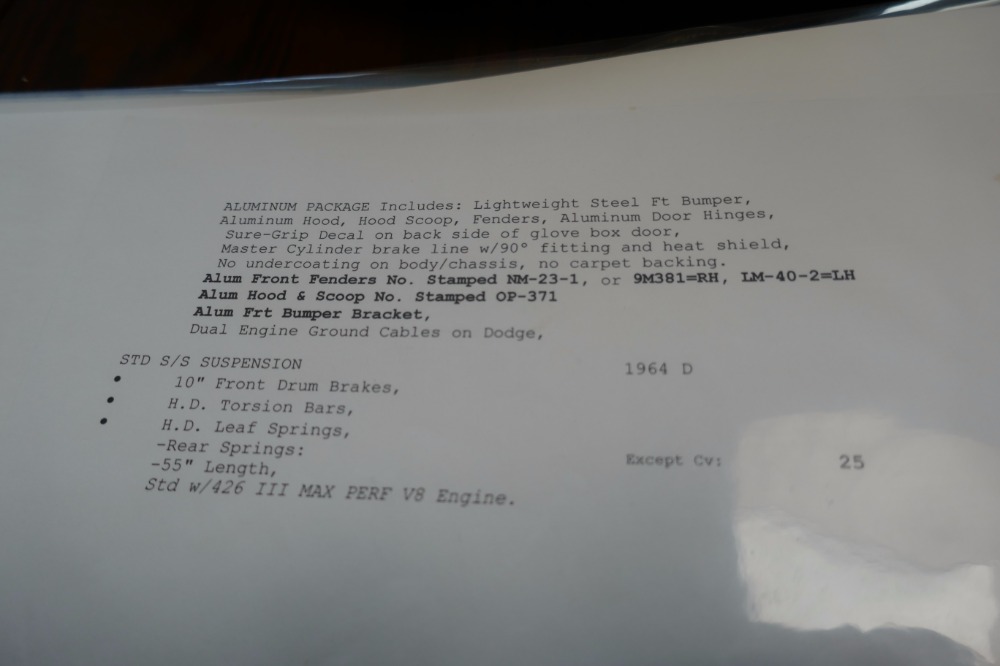 ALUMINUM PACKAGE Includes: Lightweight Steel Ft Bumper,
Aluminum Hood, Hood Scoop, Fenders, Aluminum Door Hinges,
Sure-Grip Decal on back side of glove box door,
Master Cylinder brake line w/90° fitting and heat shield,
No undercoating on body/chassis, no carpet backing.
Alum Front Fenders No. Stamped NM-23-1, or 9M381=RH, LM-40-2=LH
Alum Hood & Scoop No. Stamped OP-371
Alum Frt Bumper Bracket,
Dual Engine Ground Cables on Dodge,
STD S/S SUSPENSION 1964 D
• 10" Front Drum Brakes,
• H.D. Torsion Bars,
• H.D. Leaf Springs,
-Rear Springs:
-55" Length, Except Cv: 25
Std w/426 III MAX PERF V8 Engine.